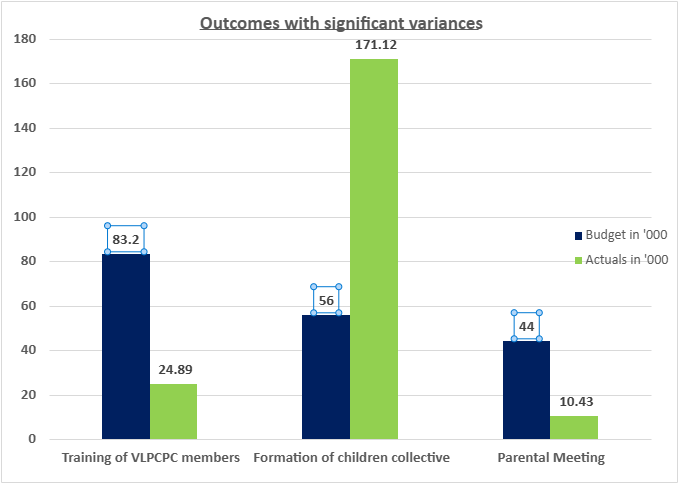 Outcomes with significant variances
180
160
140
120
100
80
60
40
20
0
83.2
24.89
56
171.12
44
10.43
Training of VLPCPC members
Formation of children collective
Parental Meeting
Budget in '000
Actuals in '000